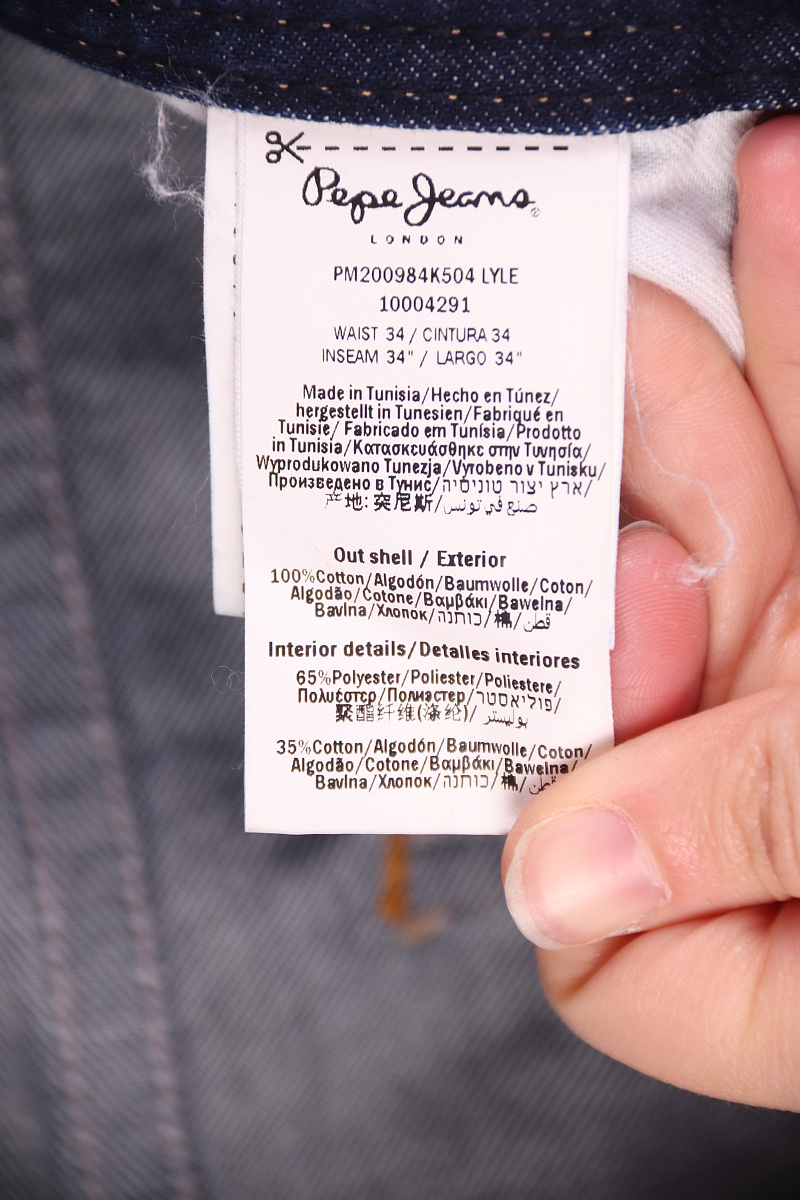 Pepe Jeans®
LONDON
PM200984K504 LYLE
10004291
WAIST 34 / CINTURA 34
INSEAM 34" / LARGO 34"
Made in Tunisia/Hecho en Túnez/
hergestellt in Tunesien/Fabriqué en
Tunisie/ Fabricado em Tunísia/Prodotto
in Tunisia/Κατασκευάσθηκε στην Τυνησία/
Wyprodukowano Tunezja/Vyrobeno v Tunisku/
Произведено в Тунис/ארץ יצור טוניסיה/
产地: 突尼斯/صنع في تونس
Out shell / Exterior
100%Cotton/Algodón/Baumwolle/Coton/
Algodão/Cotone/Βαμβάκι/Bawełna/
Bavlna/Хлопок/כותנה/棉/قطن
Interior details/Detalles interiores
65%Polyester/Poliester/Poliestere/
Πολυέστερ/Полиэстер/פוליאסטר/
聚酯纤维(涤纶)/بوليستر
35%Cotton/Algodón/Baumwolle/Coton/
Algodão/Cotone/Βαμβάκι/Bawełna/
Bavlna/Хлопок/כותנה/棉/قطن